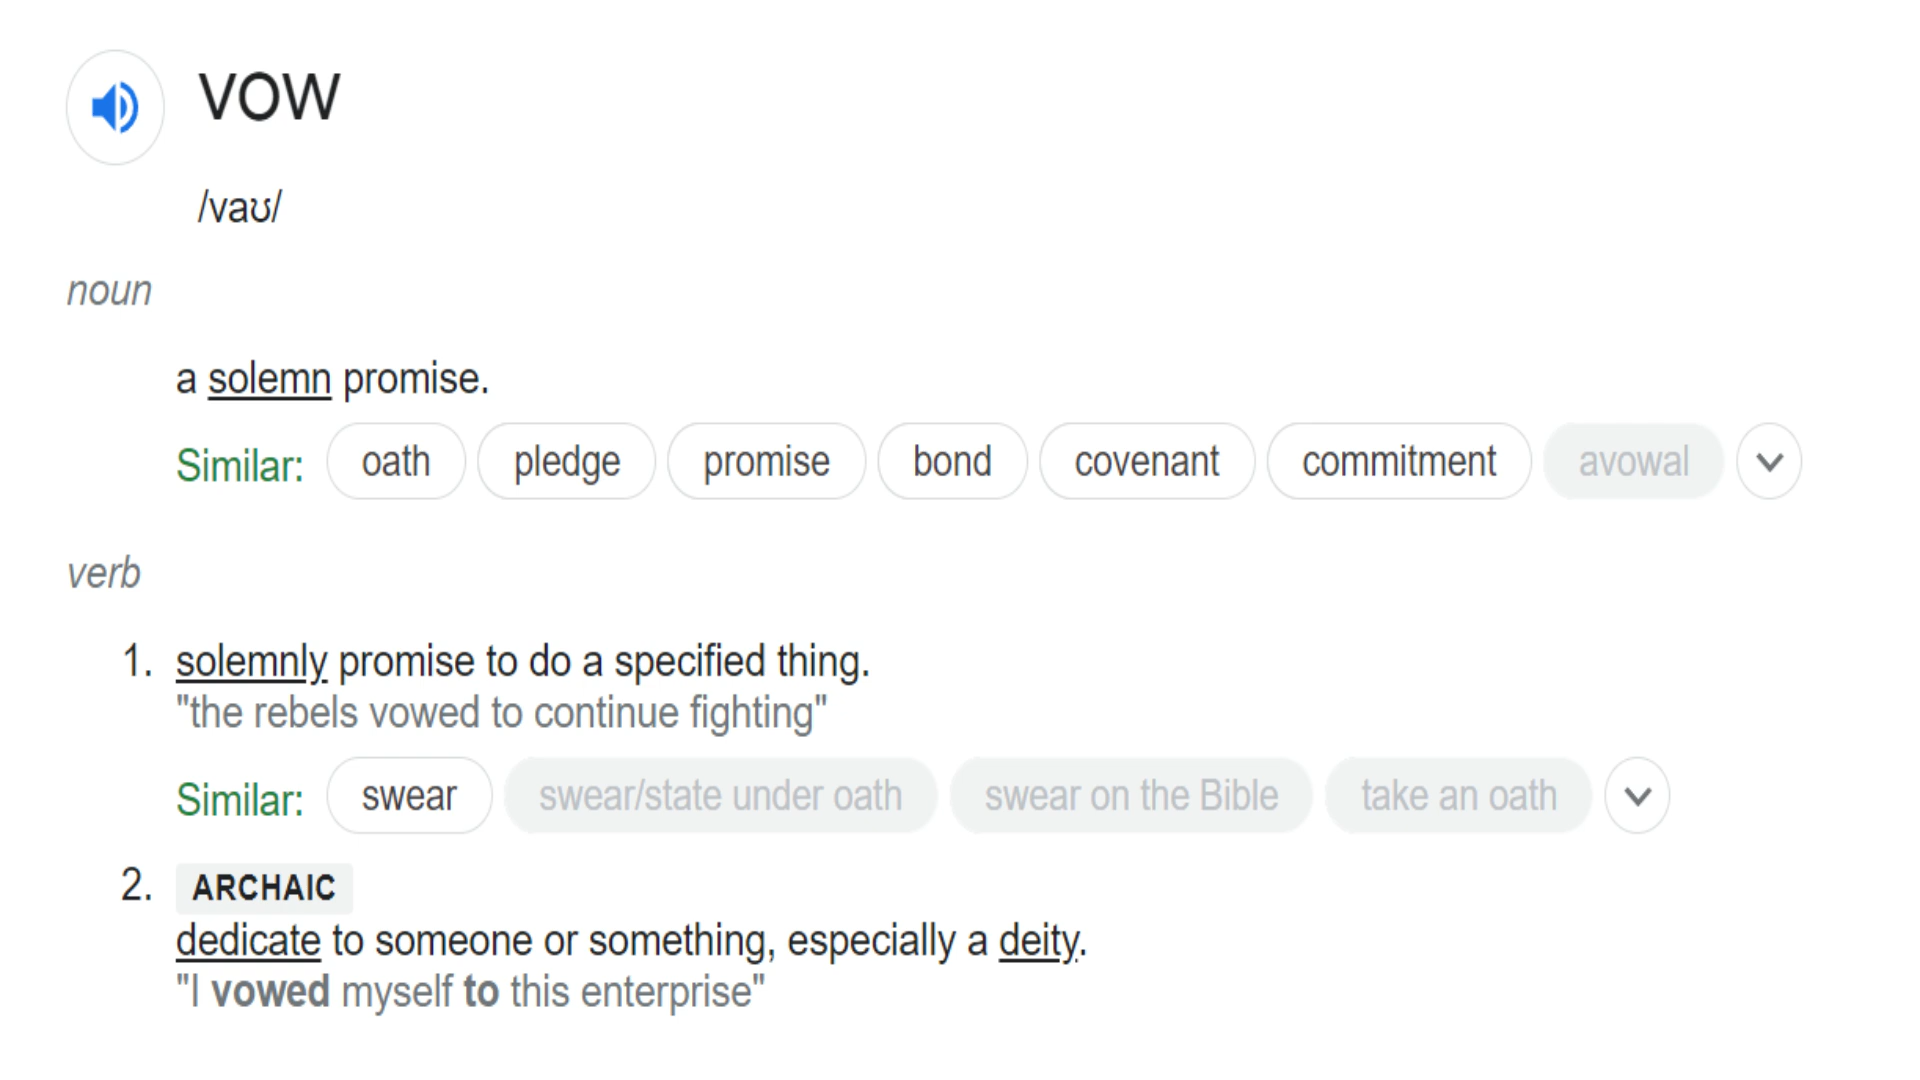 vow
/vaʊ/
noun
a solemn promise.
Similar: oath pledge promise bond covenant commitment avowal
verb
1. solemnly promise to do a specified thing.
"the rebels vowed to continue fighting"
Similar: swear swear/state under oath swear on the Bible take an oath
2. ARCHAIC
dedicate to someone or something, especially a deity.
"I vowed myself to this enterprise"